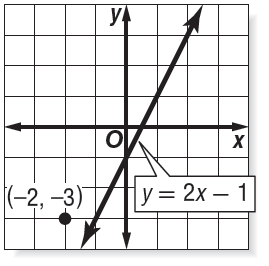 y
O
x
(−2, −3)
y = 2x − 1